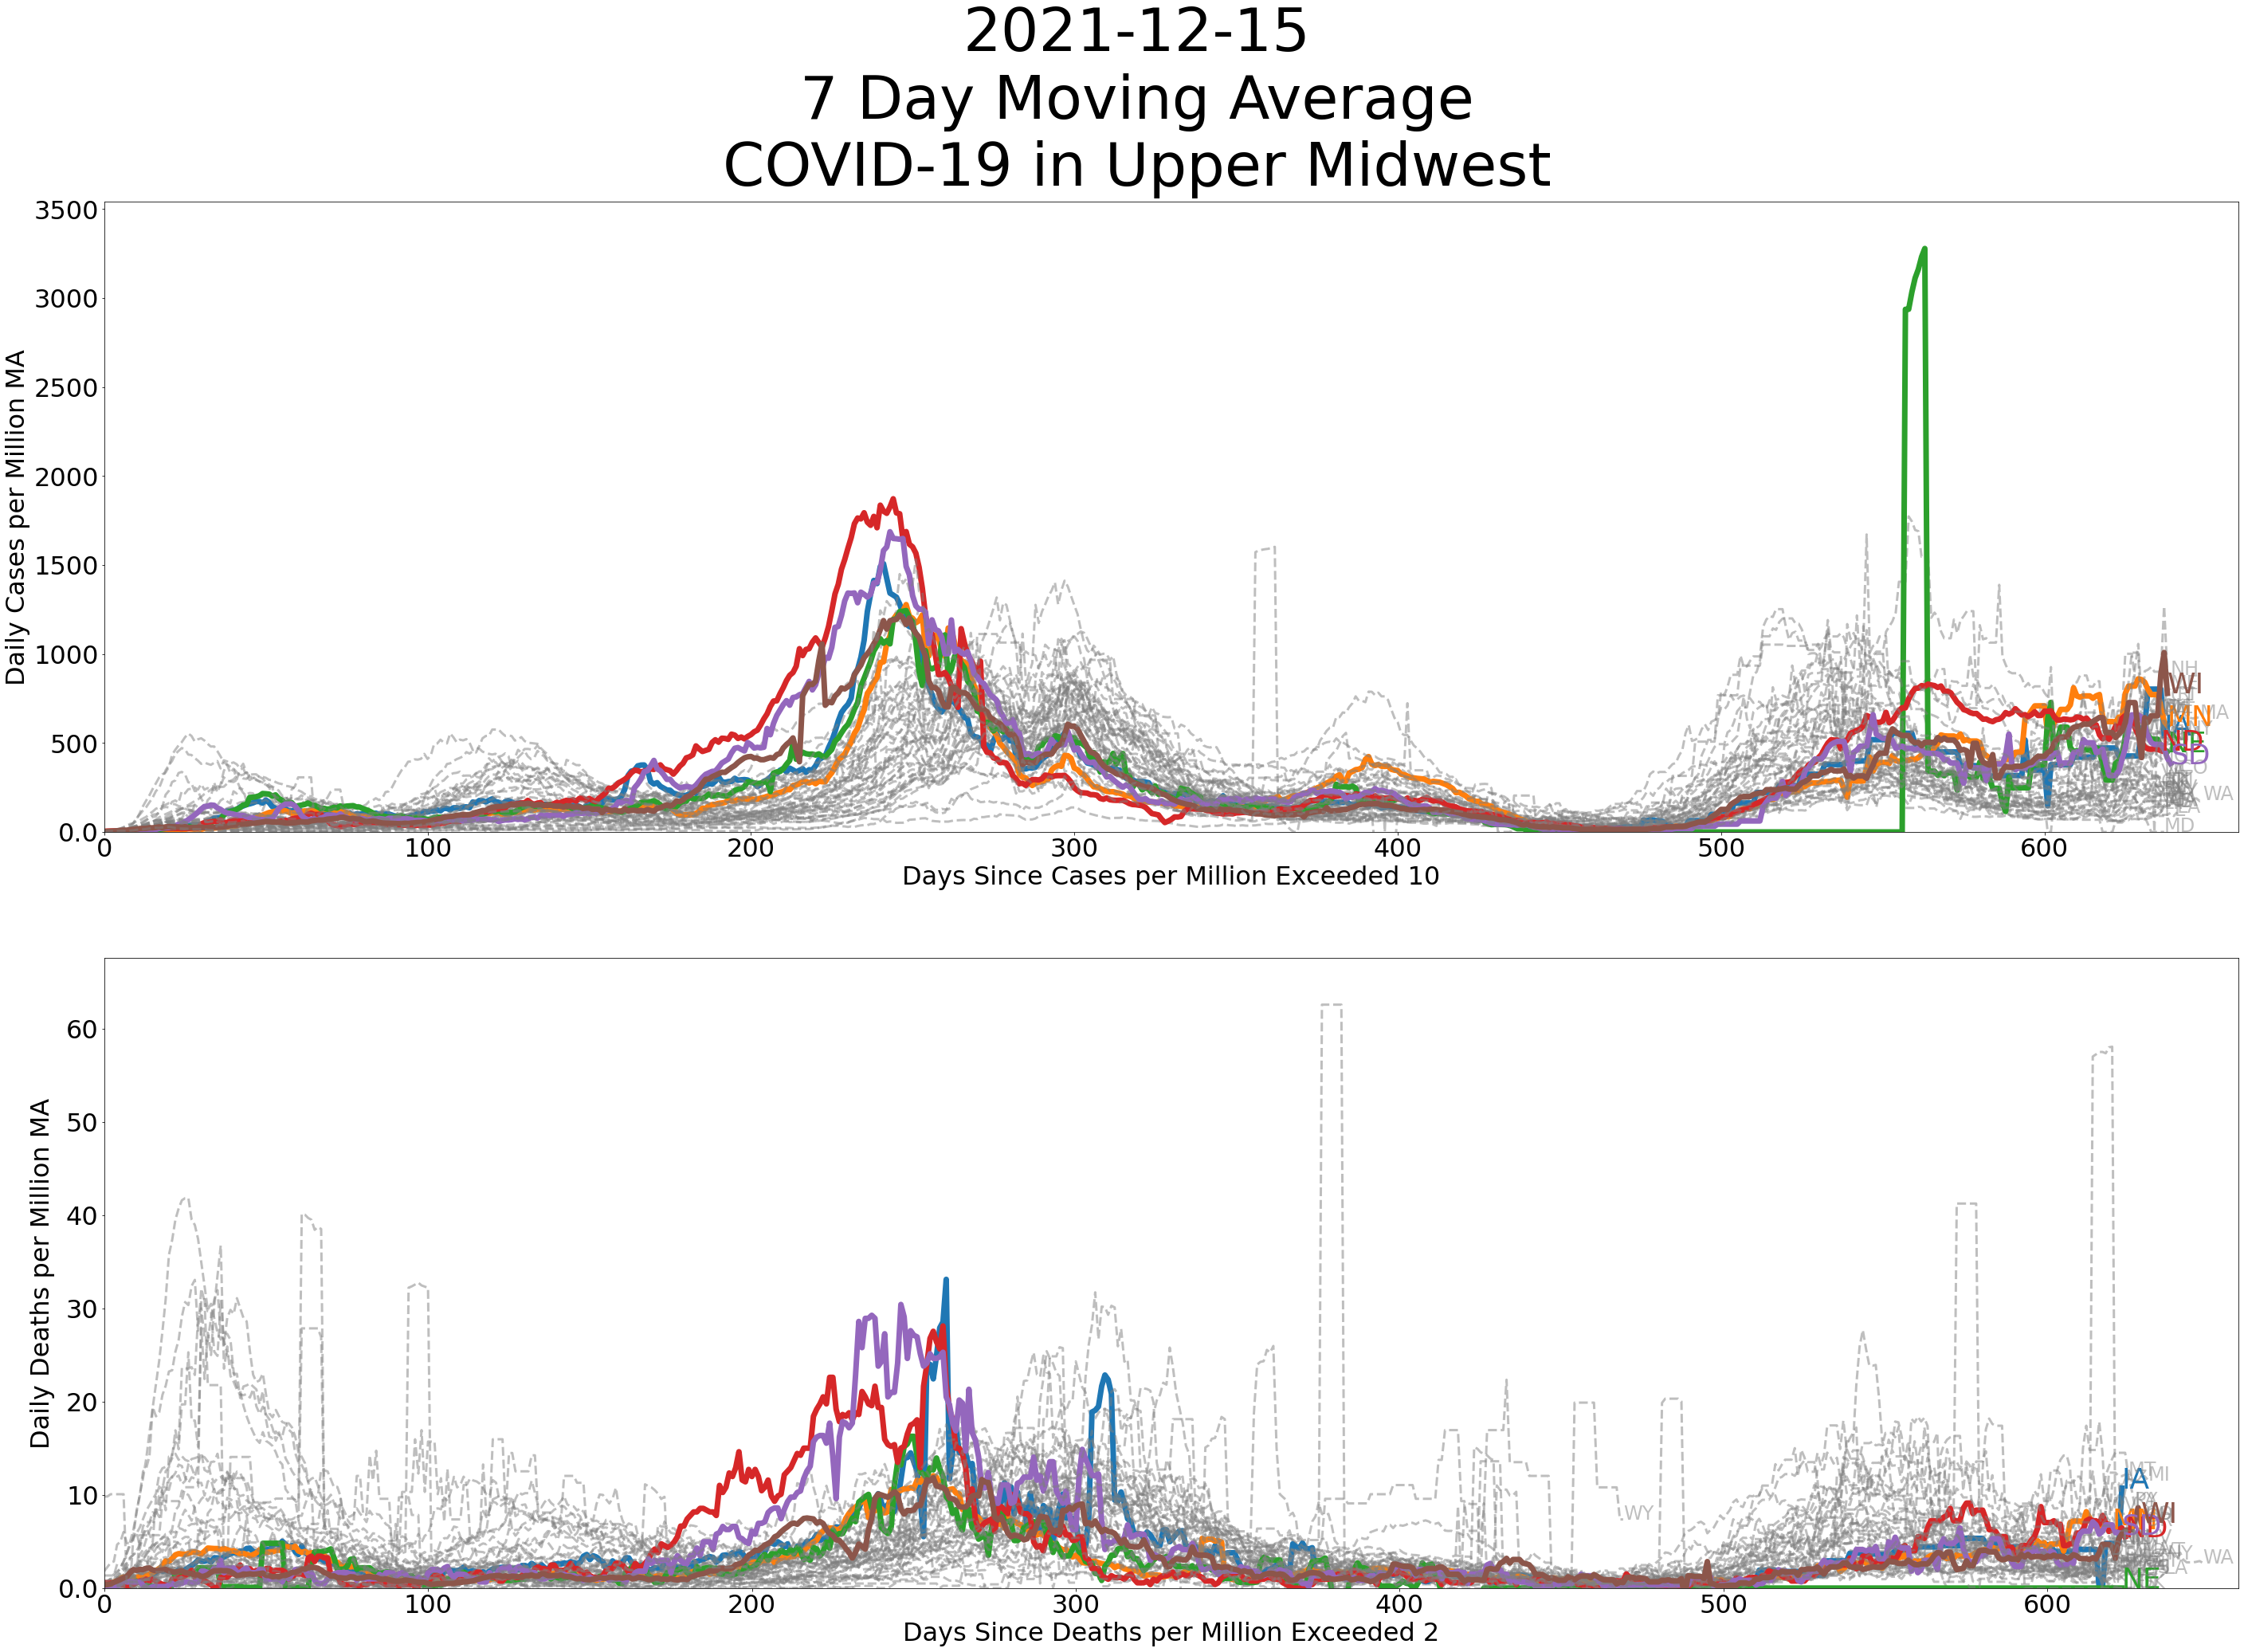 2021-12-15
7 Day Moving Average
COVID-19 in Upper Midwest
3500
3000
2500
2000
1500
1000
500
0.0
Daily Cases per Million MA
NH
WI
MN
MA
ND
SD
WA
MD
0
100
200
300
400
500
600
Days Since Cases per Million Exceeded 10
60
50
40
30
20
10
0.0
Daily Deaths per Million MA
MT
MI
IA
WI
ND
WY
WA
NE
0
100
200
300
400
500
600
Days Since Deaths per Million Exceeded 2